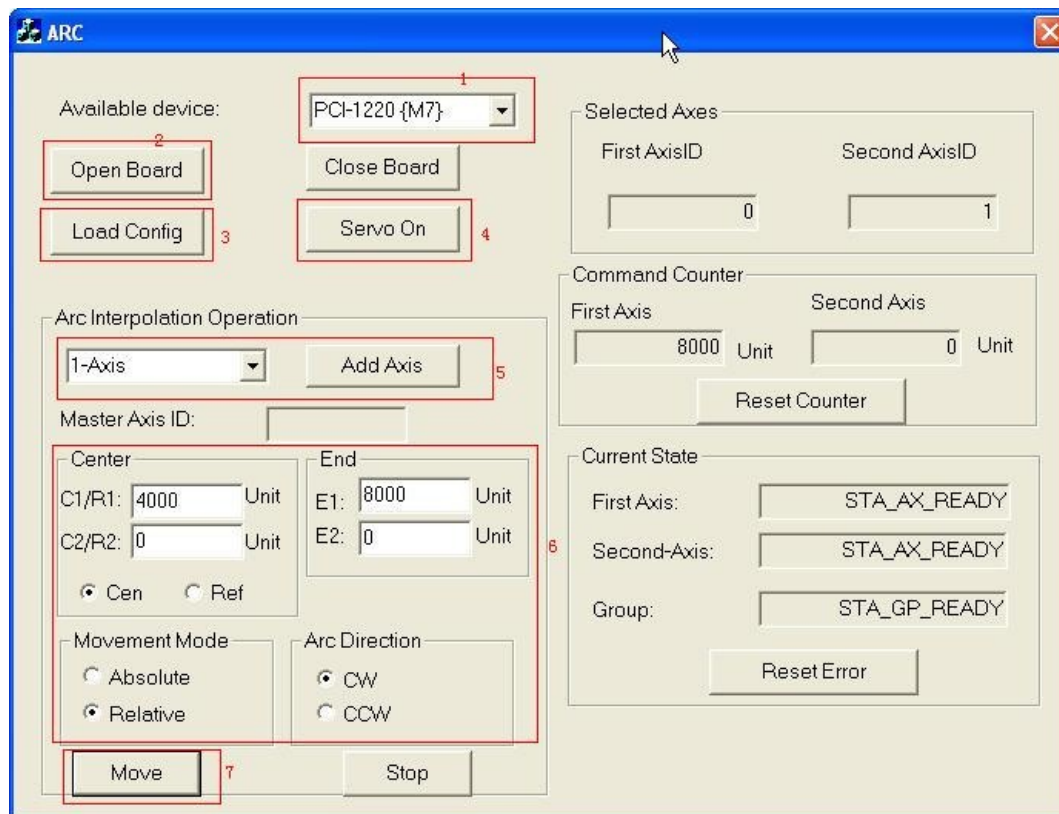 ARC
1
Available device:
PCI-1220 {M7}
2
Open Board
Close Board
Load Config
3
Servo On
4
Selected Axes
First AxisID
Second AxisID
0
1
Command Counter
First Axis
Second Axis
8000 Unit
0 Unit
Reset Counter
Arc Interpolation Operation
1-Axis
Add Axis
5
Master Axis ID:
Center
C1/R1: 4000 Unit
C2/R2: 0 Unit
Cen
Ref
End
E1: 8000 Unit
E2: 0 Unit
6
Movement Mode
Absolute
Relative
Arc Direction
CW
CCW
Move
7
Stop
Current State
First Axis: STA_AX_READY
Second-Axis: STA_AX_READY
Group: STA_GP_READY
Reset Error